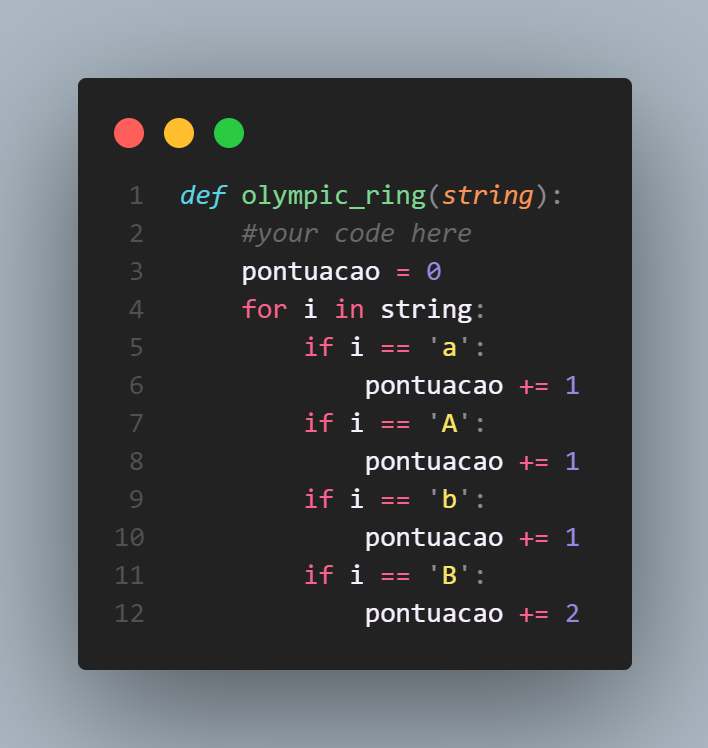 1 def olympic_ring(string):
2     #your code here
3     pontuacao = 0
4     for i in string:
5         if i == 'a':
6             pontuacao += 1
7         if i == 'A':
8             pontuacao += 1
9         if i == 'b':
10             pontuacao += 1
11         if i == 'B':
12             pontuacao += 2